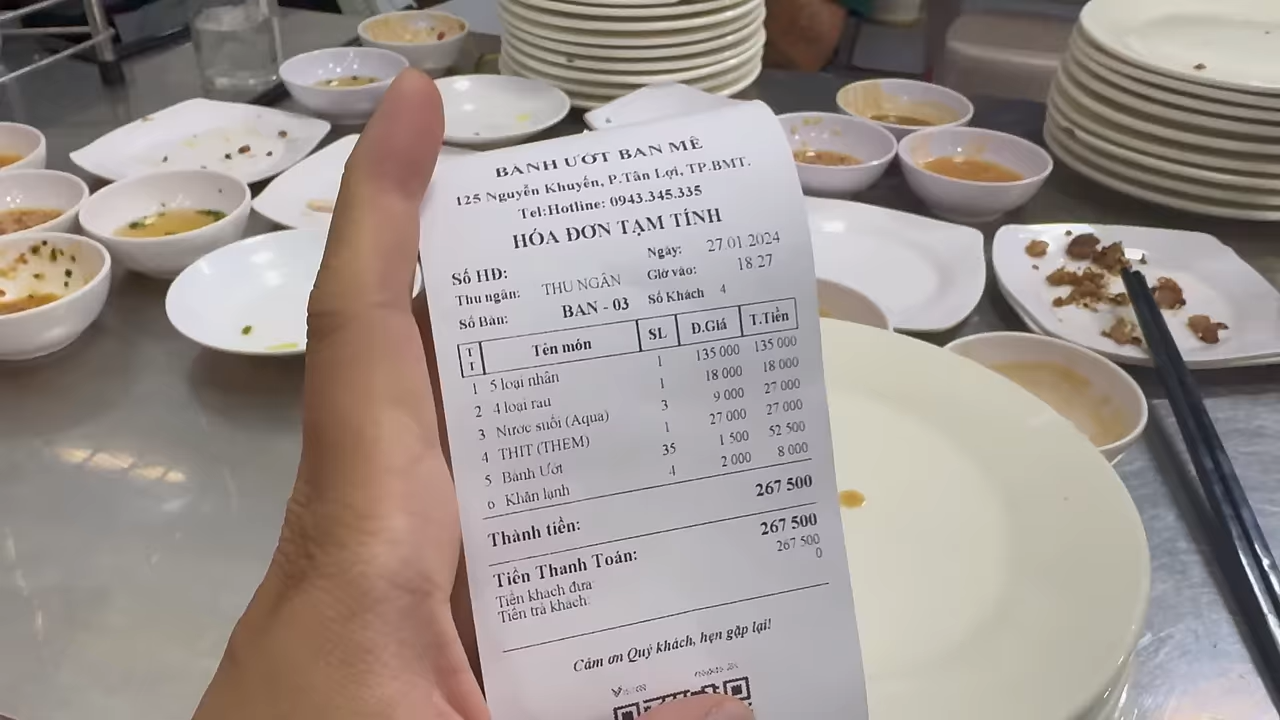 BÁNH ƯỚT BAN MÊ
125 Nguyễn Khuyến, P.Tân Lợi, TP.BMT.
Tel:Hotline: 0943.345.335
HÓA ĐƠN TẠM TÍNH
Số HĐ: Ngày: 27.01 2024
Thu ngân: THU NGÂN Giờ vào: 18.27
Số Bàn: BAN - 03 Số Khách 4
TT Tên món SL Đ.Giá T.Tiền
1 5 loại nhân 1 135 000 135 000
2 4 loại rau 1 18 000 18 000
3 Nước suối (Aqua) 3 9 000 27 000
4 THIT (THEM) 1 27 000 27 000
5 Bánh Ướt 35 1 500 52 500
6 Khăn lạnh 4 2 000 8 000
Thành tiền: 267 500
Tiền Thanh Toán: 267 500
Tiền khách đưa: 267 500
Tiền trả khách: 0
Cảm ơn Quý khách, hẹn gặp lại!